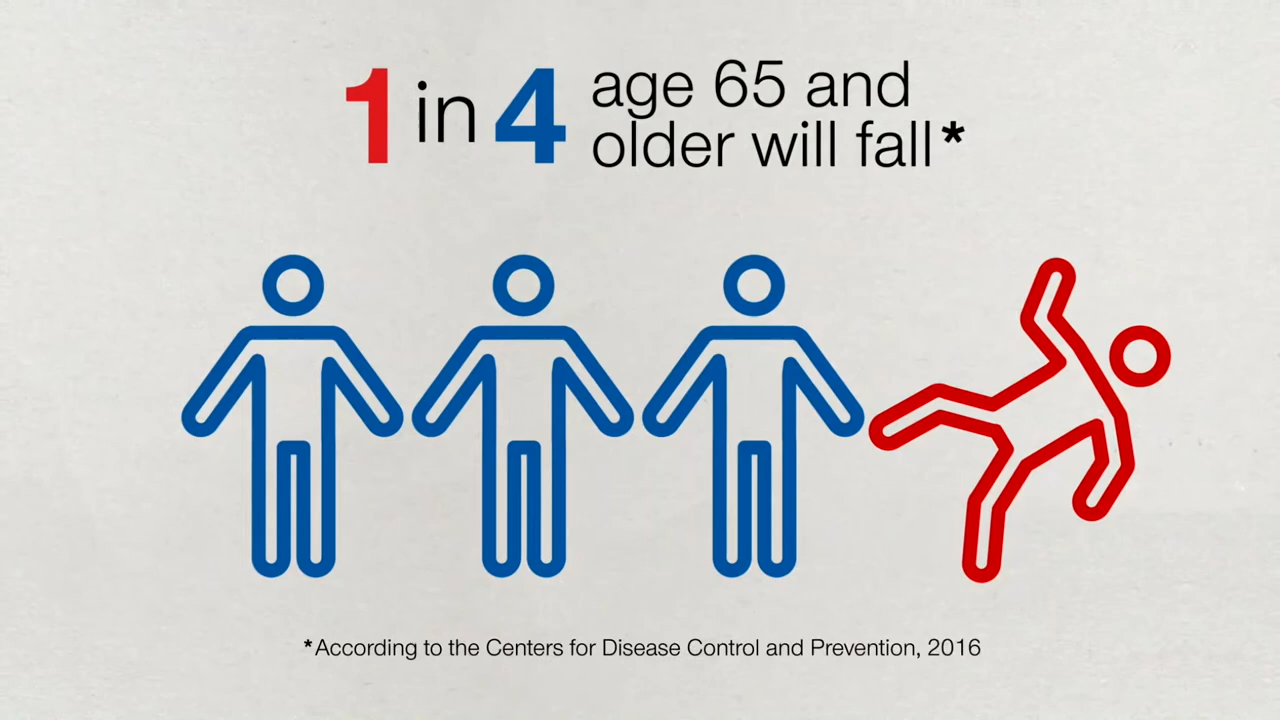 1 in 4 age 65 and
older will fall*
*According to the Centers for Disease Control and Prevention, 2016